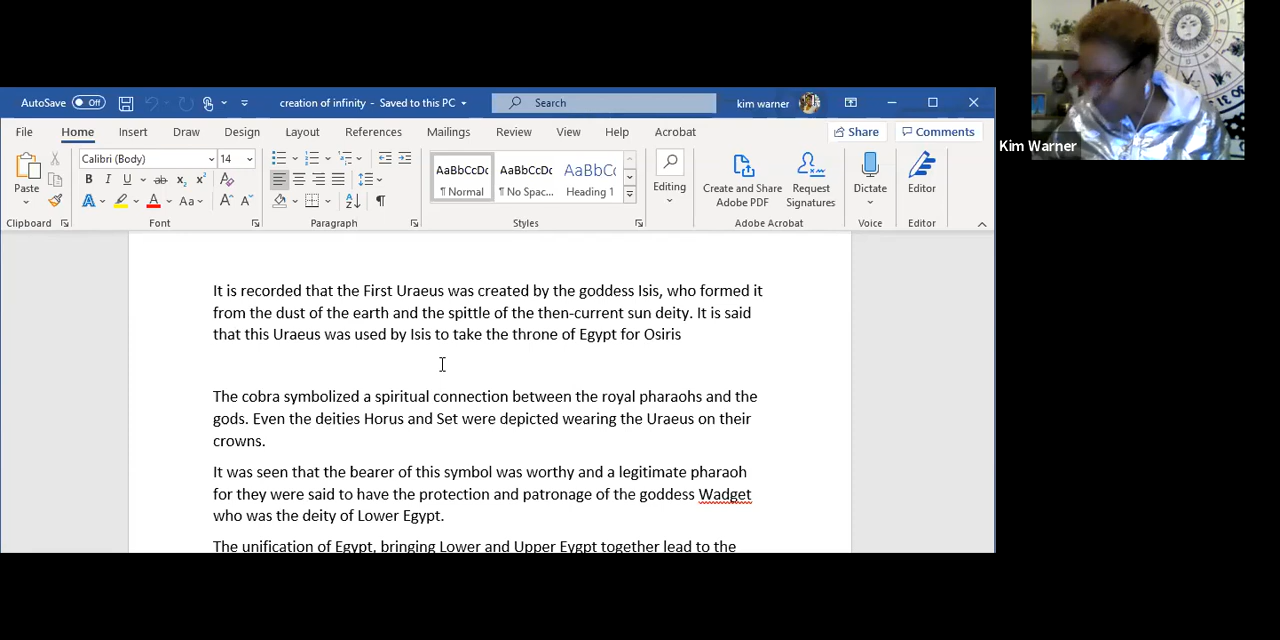 AutoSave Off creation of infinity - Saved to this PC Search kim warner
File Home Insert Draw Design Layout References Mailings Review View Help Acrobat Share Comments
Kim Warner
Paste
Clipboard
Calibri (Body) 14
B I U ab x₂ x² A
A A Aa A A
Font
Paragraph
AaBbCcDc AaBbCcDc AaBbC
¶ Normal ¶ No Spac... Heading 1
Styles
Editing
Create and Share Adobe PDF
Request Signatures
Adobe Acrobat
Dictate
Voice
Editor
Editor
It is recorded that the First Uraeus was created by the goddess Isis, who formed it
from the dust of the earth and the spittle of the then-current sun deity. It is said
that this Uraeus was used by Isis to take the throne of Egypt for Osiris
The cobra symbolized a spiritual connection between the royal pharaohs and the
gods. Even the deities Horus and Set were depicted wearing the Uraeus on their
crowns.
It was seen that the bearer of this symbol was worthy and a legitimate pharaoh
for they were said to have the protection and patronage of the goddess Wadget
who was the deity of Lower Egypt.
The unification of Egypt, bringing Lower and Upper Eygpt together lead to the